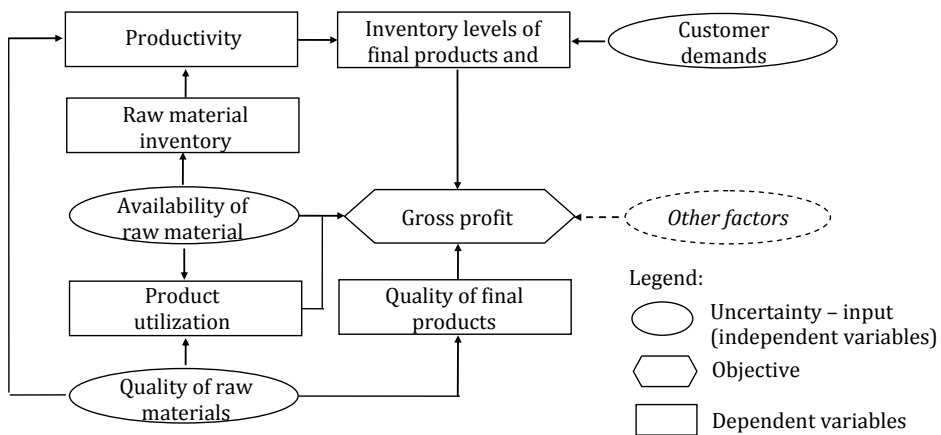 Productivity
Inventory levels of
final products and
Customer
demands
Raw material
inventory
Availability of
raw material
Gross profit
Other factors
Product
utilization
Quality of final
products
Quality of raw
materials
Legend:
Uncertainty – input
(independent variables)
Objective
Dependent variables